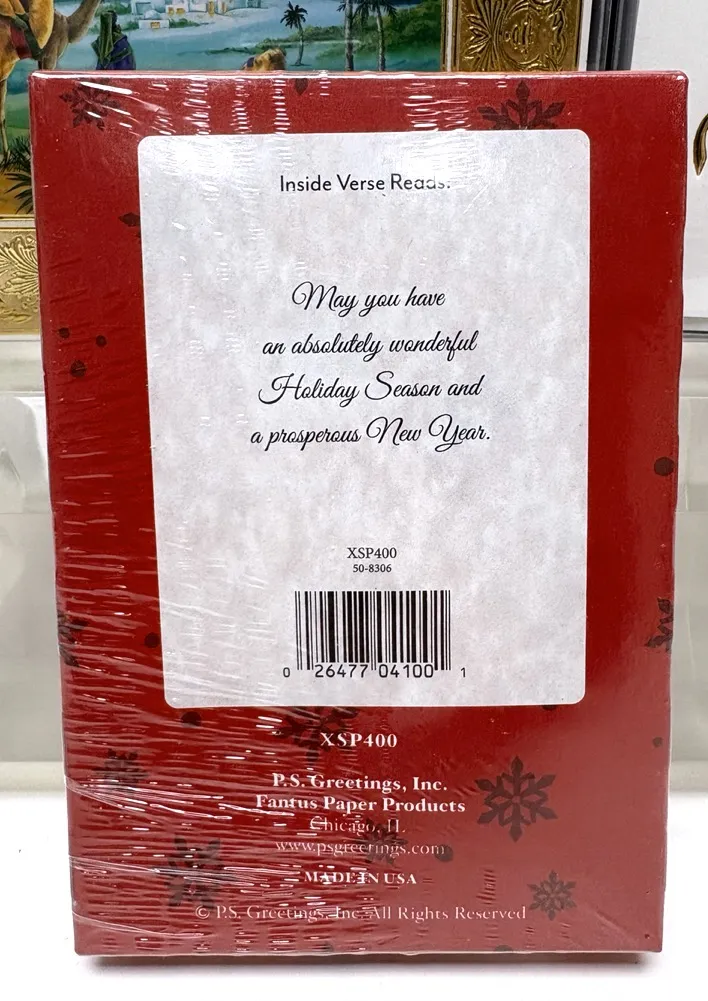 Inside Verse Reads:
May you have
an absolutely wonderful
Holiday Season and
a prosperous New Year.
XSP400
50-8306
0 26477 04100 1
XSP400
P.S. Greetings, Inc.
Fantus Paper Products
Chicago, IL
www.psgreetings.com
MADE IN USA
© P.S. Greetings, Inc. All Rights Reserved